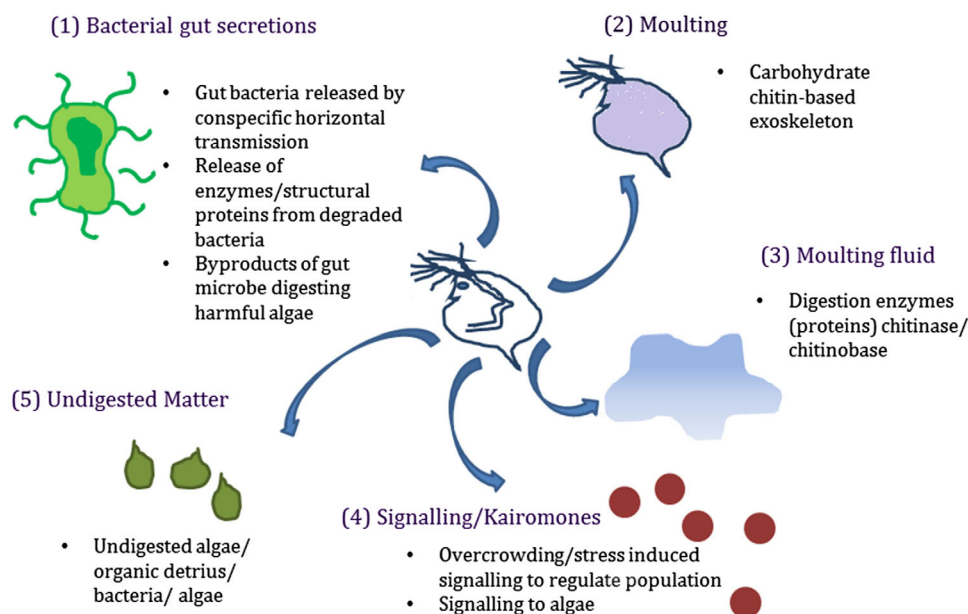 (1) Bacterial gut secretions
• Gut bacteria released by
conspecific horizontal
transmission
• Release of
enzymes/structural
proteins from degraded
bacteria
• Byproducts of gut
microbe digesting
harmful algae
(2) Moulting
• Carbohydrate
chitin-based
exoskeleton
(3) Moulting fluid
• Digestion enzymes
(proteins) chitinase/
chitinobase
(4) Signalling/Kairomones
• Overcrowding/stress induced
signalling to regulate population
• Signalling to algae
(5) Undigested Matter
• Undigested algae/
organic detrius/
bacteria/ algae